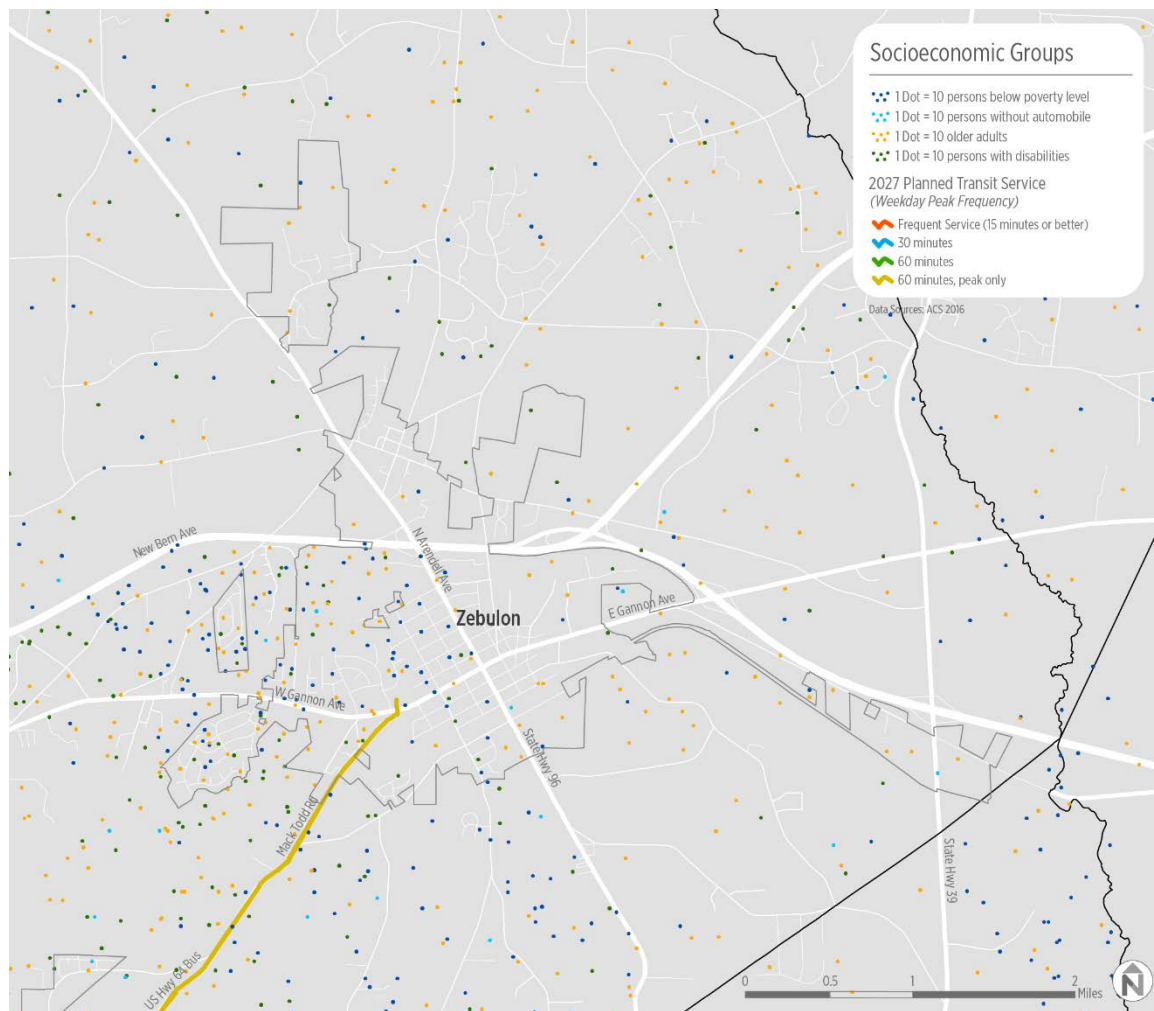 Socioeconomic Groups
1 Dot = 10 persons below poverty level
1 Dot = 10 persons without automobile
1 Dot = 10 older adults
1 Dot = 10 persons with disabilities
2027 Planned Transit Service
(Weekday Peak Frequency)
Frequent Service (15 minutes or better)
30 minutes
60 minutes
60 minutes, peak only
Data Sources: ACS 2016
New Bern Ave
N Arendell Ave
Zebulon
E Gannon Ave
W Gannon Ave
State Hwy 96
Mack Todd Rd
State Hwy 39
US Hwy 64 Bus
0 0.5 1 2
Miles
N